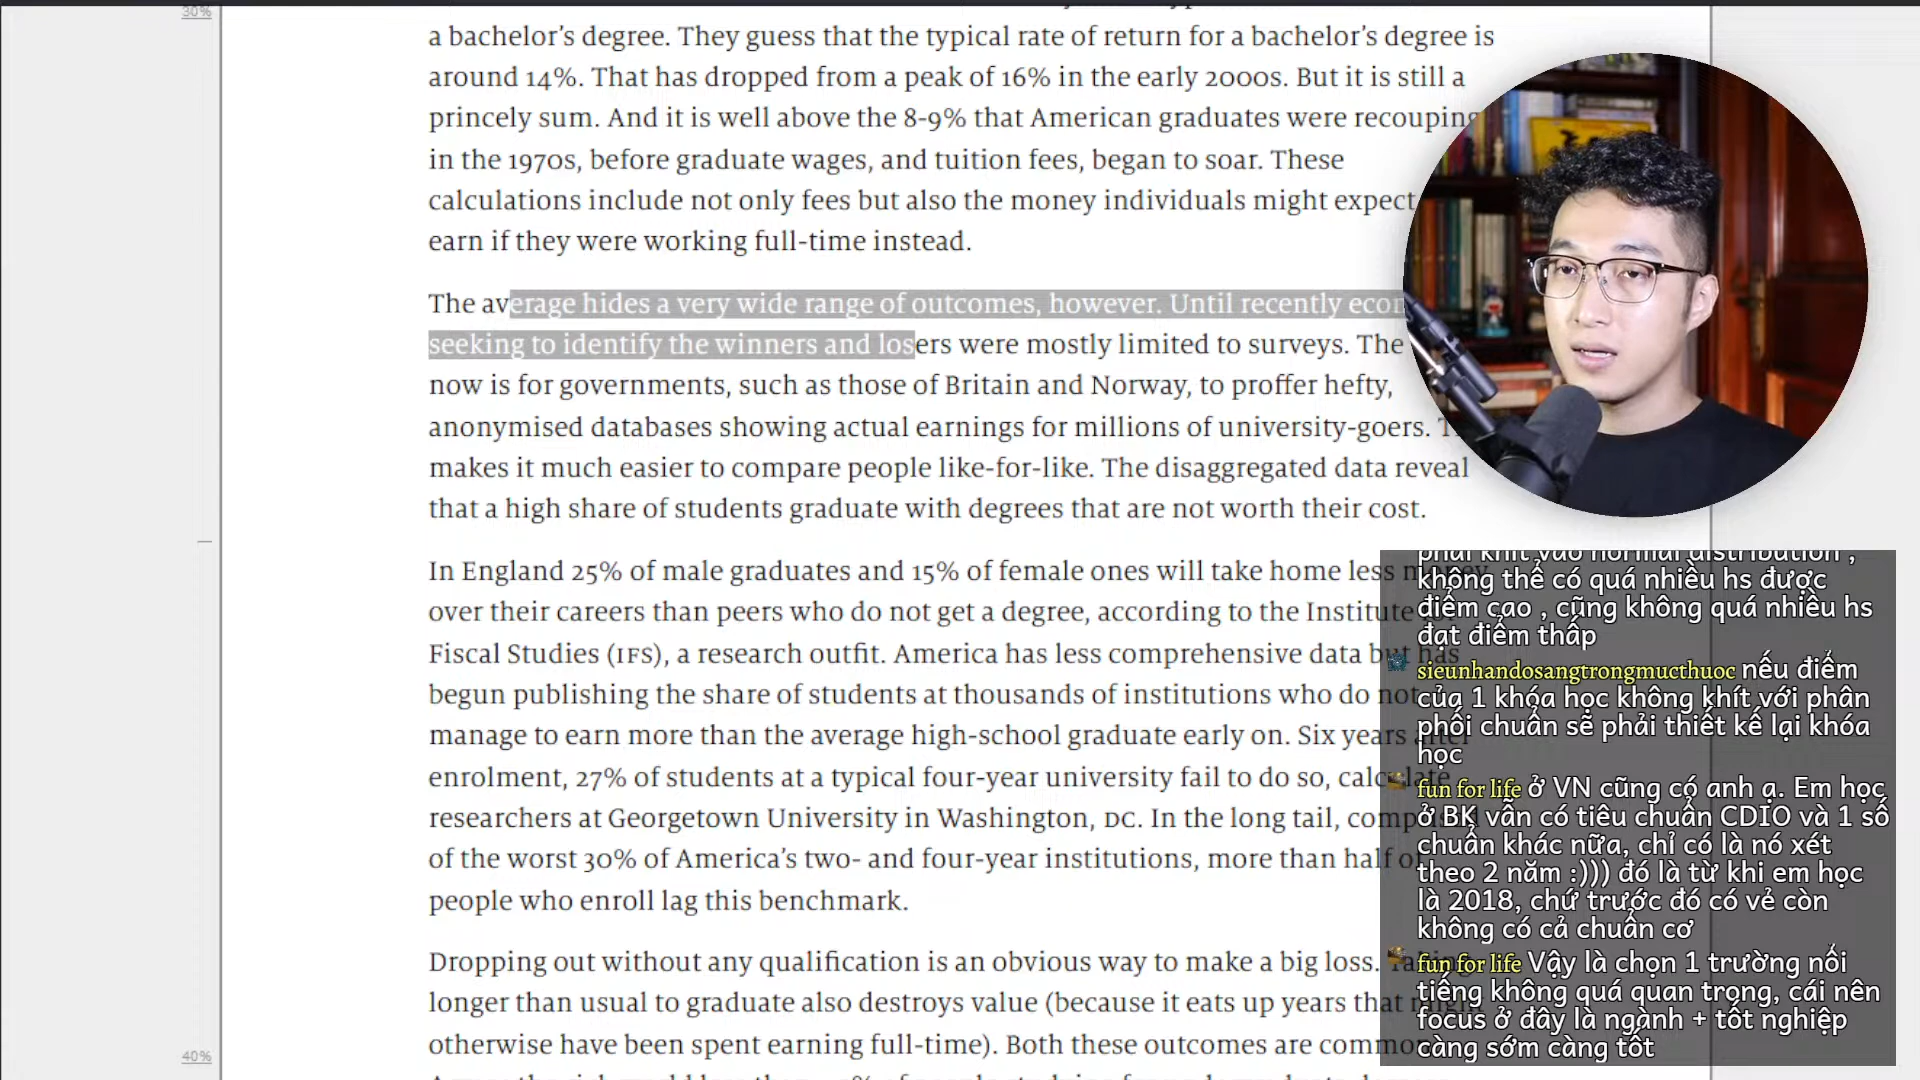 30%
a bachelor’s degree. They guess that the typical rate of return for a bachelor’s degree is
around 14%. That has dropped from a peak of 16% in the early 2000s. But it is still a
princely sum. And it is well above the 8-9% that American graduates were recouping
in the 1970s, before graduate wages, and tuition fees, began to soar. These
calculations include not only fees but also the money individuals might expect
earn if they were working full-time instead.
The average hides a very wide range of outcomes, however. Until recently
seeking to identify the winners and losers were mostly limited to surveys. The
now is for governments, such as those of Britain and Norway, to proffer hefty,
anonymised databases showing actual earnings for millions of university-goers.
makes it much easier to compare people like-for-like. The disaggregated data reveal
that a high share of students graduate with degrees that are not worth their cost.
In England 25% of male graduates and 15% of female ones will take home less money
over their careers than peers who do not get a degree, according to the Institute
Fiscal Studies (IFS), a research outfit. America has less comprehensive data but has
begun publishing the share of students at thousands of institutions who do not
manage to earn more than the average high-school graduate early on. Six years after
enrolment, 27% of students at a typical four-year university fail to do so, calculate
researchers at Georgetown University in Washington, DC. In the long tail,
of the worst 30% of America’s two- and four-year institutions, more than half of
people who enroll lag this benchmark.
Dropping out without any qualification is an obvious way to make a big loss.
longer than usual to graduate also destroys value (because it eats up years that might
otherwise have been spent earning full-time). Both these outcomes are common
40%
phải khít vào normal distribution ,
không thể có quá nhiều hs được
điểm cao , cũng không quá nhiều hs
đạt điểm thấp
sieunhandosangtrongmucthuoc nếu điểm
của 1 khóa học không khít với phân
phối chuẩn sẽ phải thiết kế lại khóa
học
fun for life ở VN cũng có anh ạ. Em học
ở BK vẫn có tiêu chuẩn CDIO và 1 số
chuẩn khác nữa, chỉ có là nó xét
theo 2 năm :))) đó là từ khi em học
là 2018, chứ trước đó có vẻ còn
không có cả chuẩn cơ
fun for life Vậy là chọn 1 trường nổi
tiếng không quá quan trọng, cái nên
focus ở đây là ngành + tốt nghiệp
càng sớm càng tốt